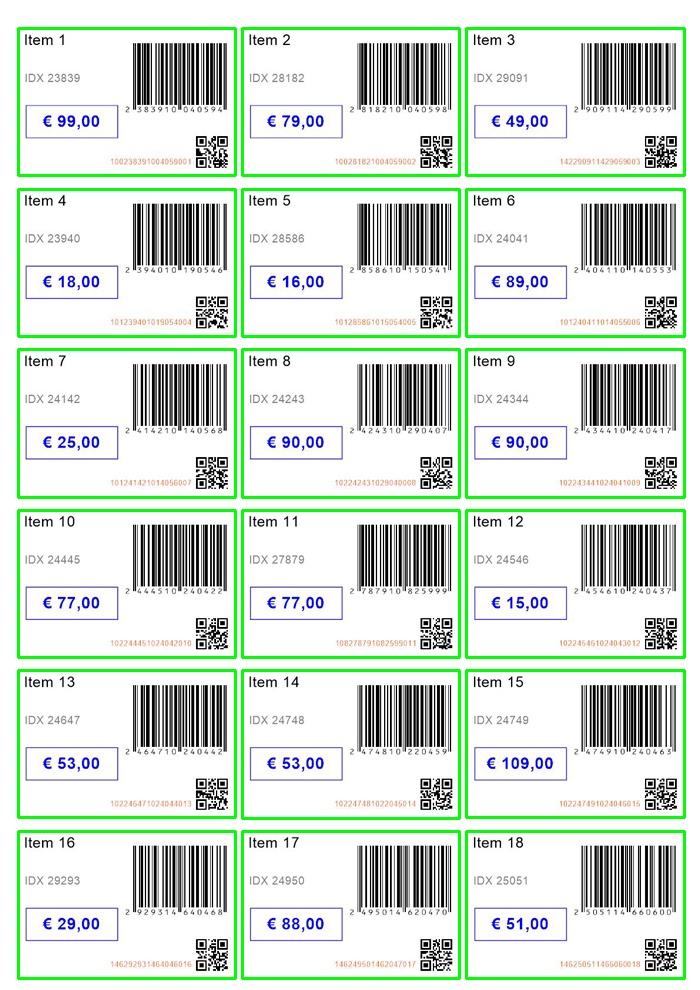 Item 1
IDX 23839
2 383910 040594
€ 99,00
100238391004059001
Item 2
IDX 28182
2 818210 040598
€ 79,00
100281821004059002
Item 3
IDX 29091
2 909114 290599
€ 49,00
142290911429059003
Item 4
IDX 23940
2 394010 190546
€ 18,00
101239401019054004
Item 5
IDX 28586
2 858610 150541
€ 16,00
101285861015054005
Item 6
IDX 24041
2 404110 140553
€ 89,00
101240411014055006
Item 7
IDX 24142
2 414210 140568
€ 25,00
101241421014056007
Item 8
IDX 24243
2 424310 290407
€ 90,00
102242431029040008
Item 9
IDX 24344
2 434410 240417
€ 90,00
102243441024041009
Item 10
IDX 24445
2 444510 240422
€ 77,00
102244451024042010
Item 11
IDX 27879
2 787910 825999
€ 77,00
108278791082599011
Item 12
IDX 24546
2 454610 240437
€ 15,00
102245461024043012
Item 13
IDX 24647
2 464710 240442
€ 53,00
102246471024044013
Item 14
IDX 24748
2 474810 220459
€ 53,00
102247481022045014
Item 15
IDX 24749
2 474910 240463
€ 109,00
102247491024046015
Item 16
IDX 29293
2 929314 640468
€ 29,00
146292931464046016
Item 17
IDX 24950
2 495014 620470
€ 88,00
146249501462047017
Item 18
IDX 25051
2 505114 660600
€ 51,00
146250511466060018